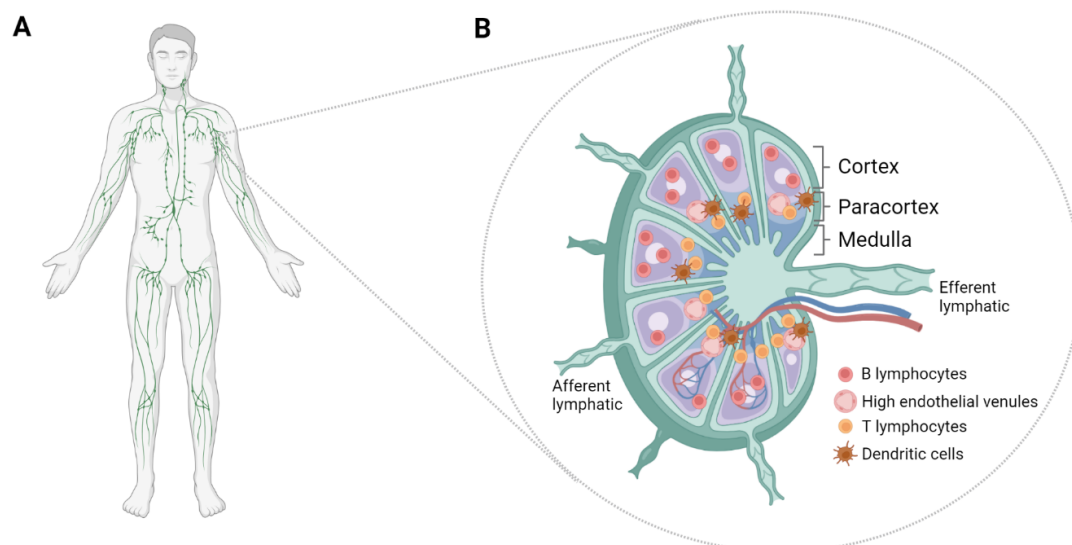 A
B
Cortex
Paracortex
Medulla
Efferent
lymphatic
Afferent
lymphatic
B lymphocytes
High endothelial venules
T lymphocytes
Dendritic cells